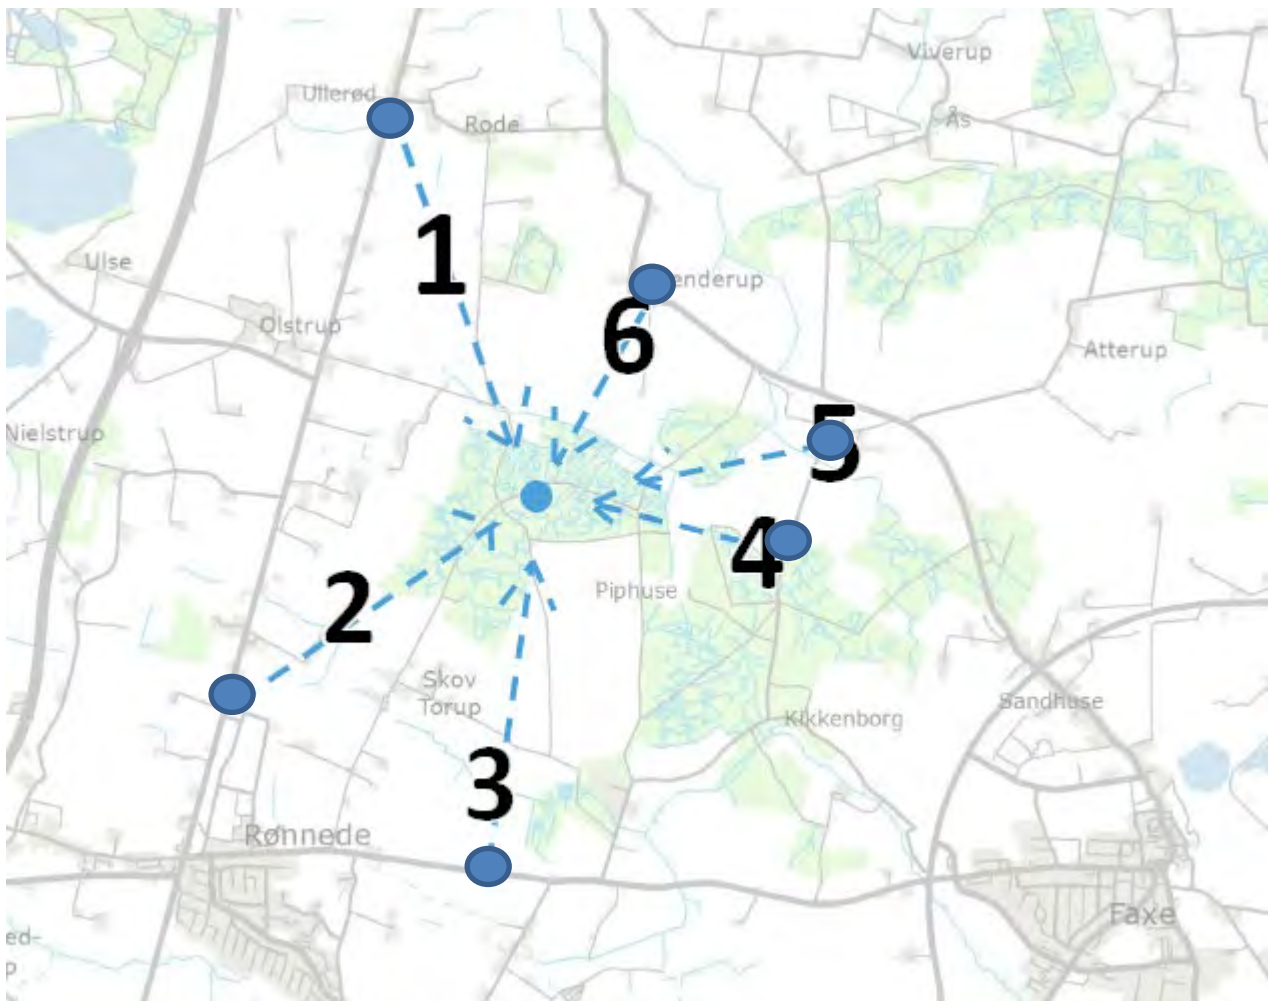 Viverup
Ullerød
Rode
Ås
1
Ulse
enderup
Olstrup
6
Atterup
Nielstrup
5
4
Piphuse
2
Skov
Torup
Sandhuse
Kikkenborg
3
Rønnede
Faxe
ed-
p